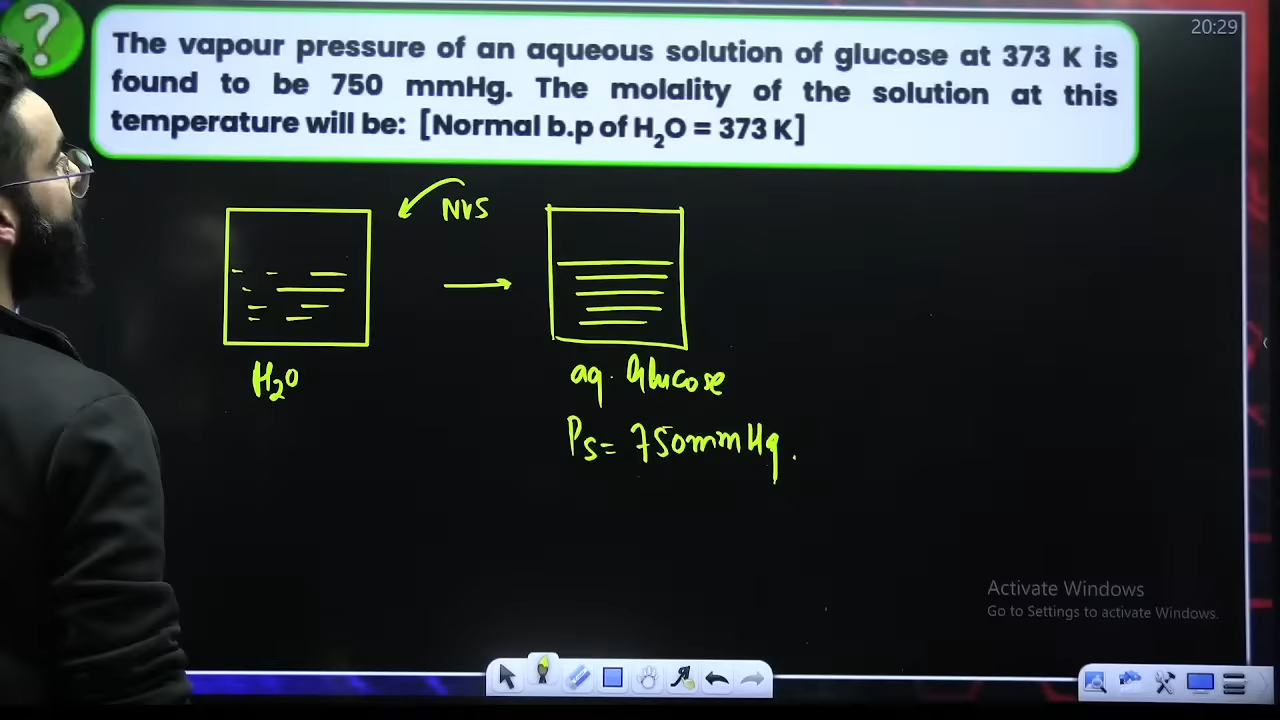 ?
20:29
The vapour pressure of an aqueous solution of glucose at 373 K is
found to be 750 mmHg. The molality of the solution at this
temperature will be: [Normal b.p of H₂O = 373 K]
NVS
H₂O
aq. Glucose
Ps = 750mmHg.
Activate Windows
Go to Settings to activate Windows.